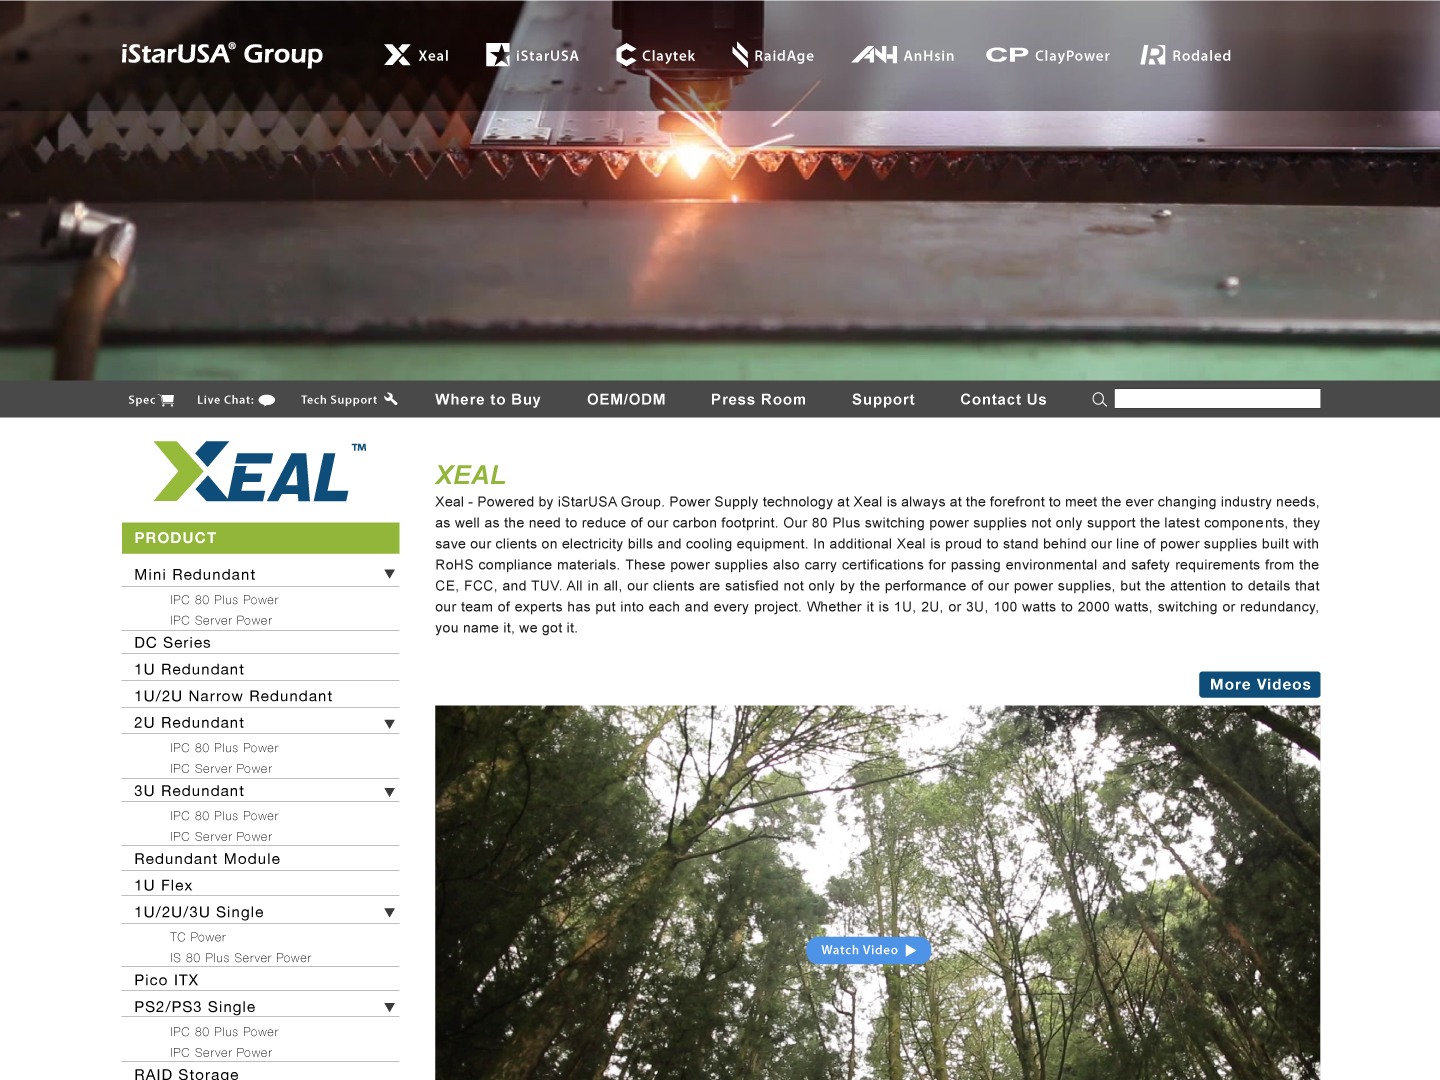 iStarUSA® Group
Xeal
iStarUSA
Claytek
RaidAge
AnHsin
CP ClayPower
Rodaled
Spec
Live Chat:
Tech Support
Where to Buy
OEM/ODM
Press Room
Support
Contact Us
XEAL™
PRODUCT
Mini Redundant
IPC 80 Plus Power
IPC Server Power
DC Series
1U Redundant
1U/2U Narrow Redundant
2U Redundant
IPC 80 Plus Power
IPC Server Power
3U Redundant
IPC 80 Plus Power
IPC Server Power
Redundant Module
1U Flex
1U/2U/3U Single
TC Power
IS 80 Plus Server Power
Pico ITX
PS2/PS3 Single
IPC 80 Plus Power
IPC Server Power
RAID Storage
XEAL
Xeal - Powered by iStarUSA Group. Power Supply technology at Xeal is always at the forefront to meet the ever changing industry needs,
as well as the need to reduce of our carbon footprint. Our 80 Plus switching power supplies not only support the latest components, they
save our clients on electricity bills and cooling equipment. In additional Xeal is proud to stand behind our line of power supplies built with
RoHS compliance materials. These power supplies also carry certifications for passing environmental and safety requirements from the
CE, FCC, and TUV. All in all, our clients are satisfied not only by the performance of our power supplies, but the attention to details that
our team of experts has put into each and every project. Whether it is 1U, 2U, or 3U, 100 watts to 2000 watts, switching or redundancy,
you name it, we got it.
More Videos
Watch Video